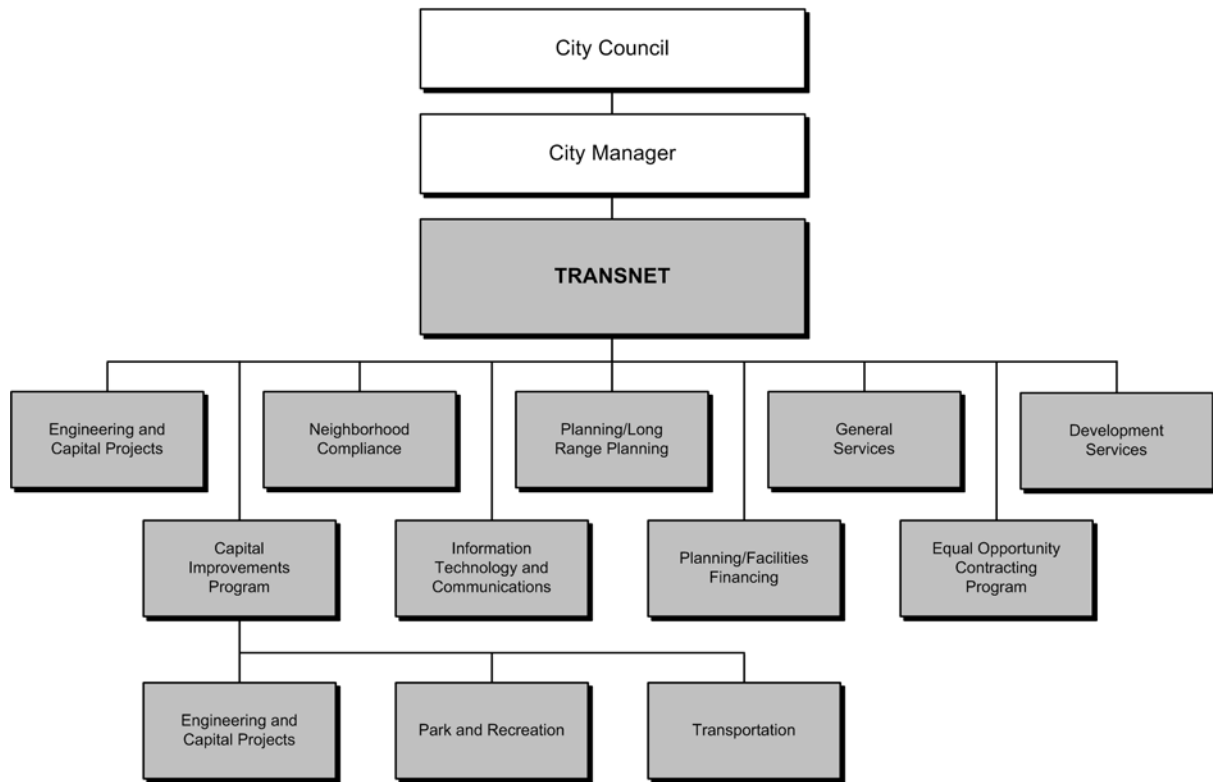 City Council
City Manager
TRANSNET
Engineering and
Capital Projects
Neighborhood
Compliance
Planning/Long
Range Planning
General
Services
Development
Services
Capital
Improvements
Program
Information
Technology and
Communications
Planning/Facilities
Financing
Equal Opportunity
Contracting
Program
Engineering and
Capital Projects
Park and Recreation
Transportation